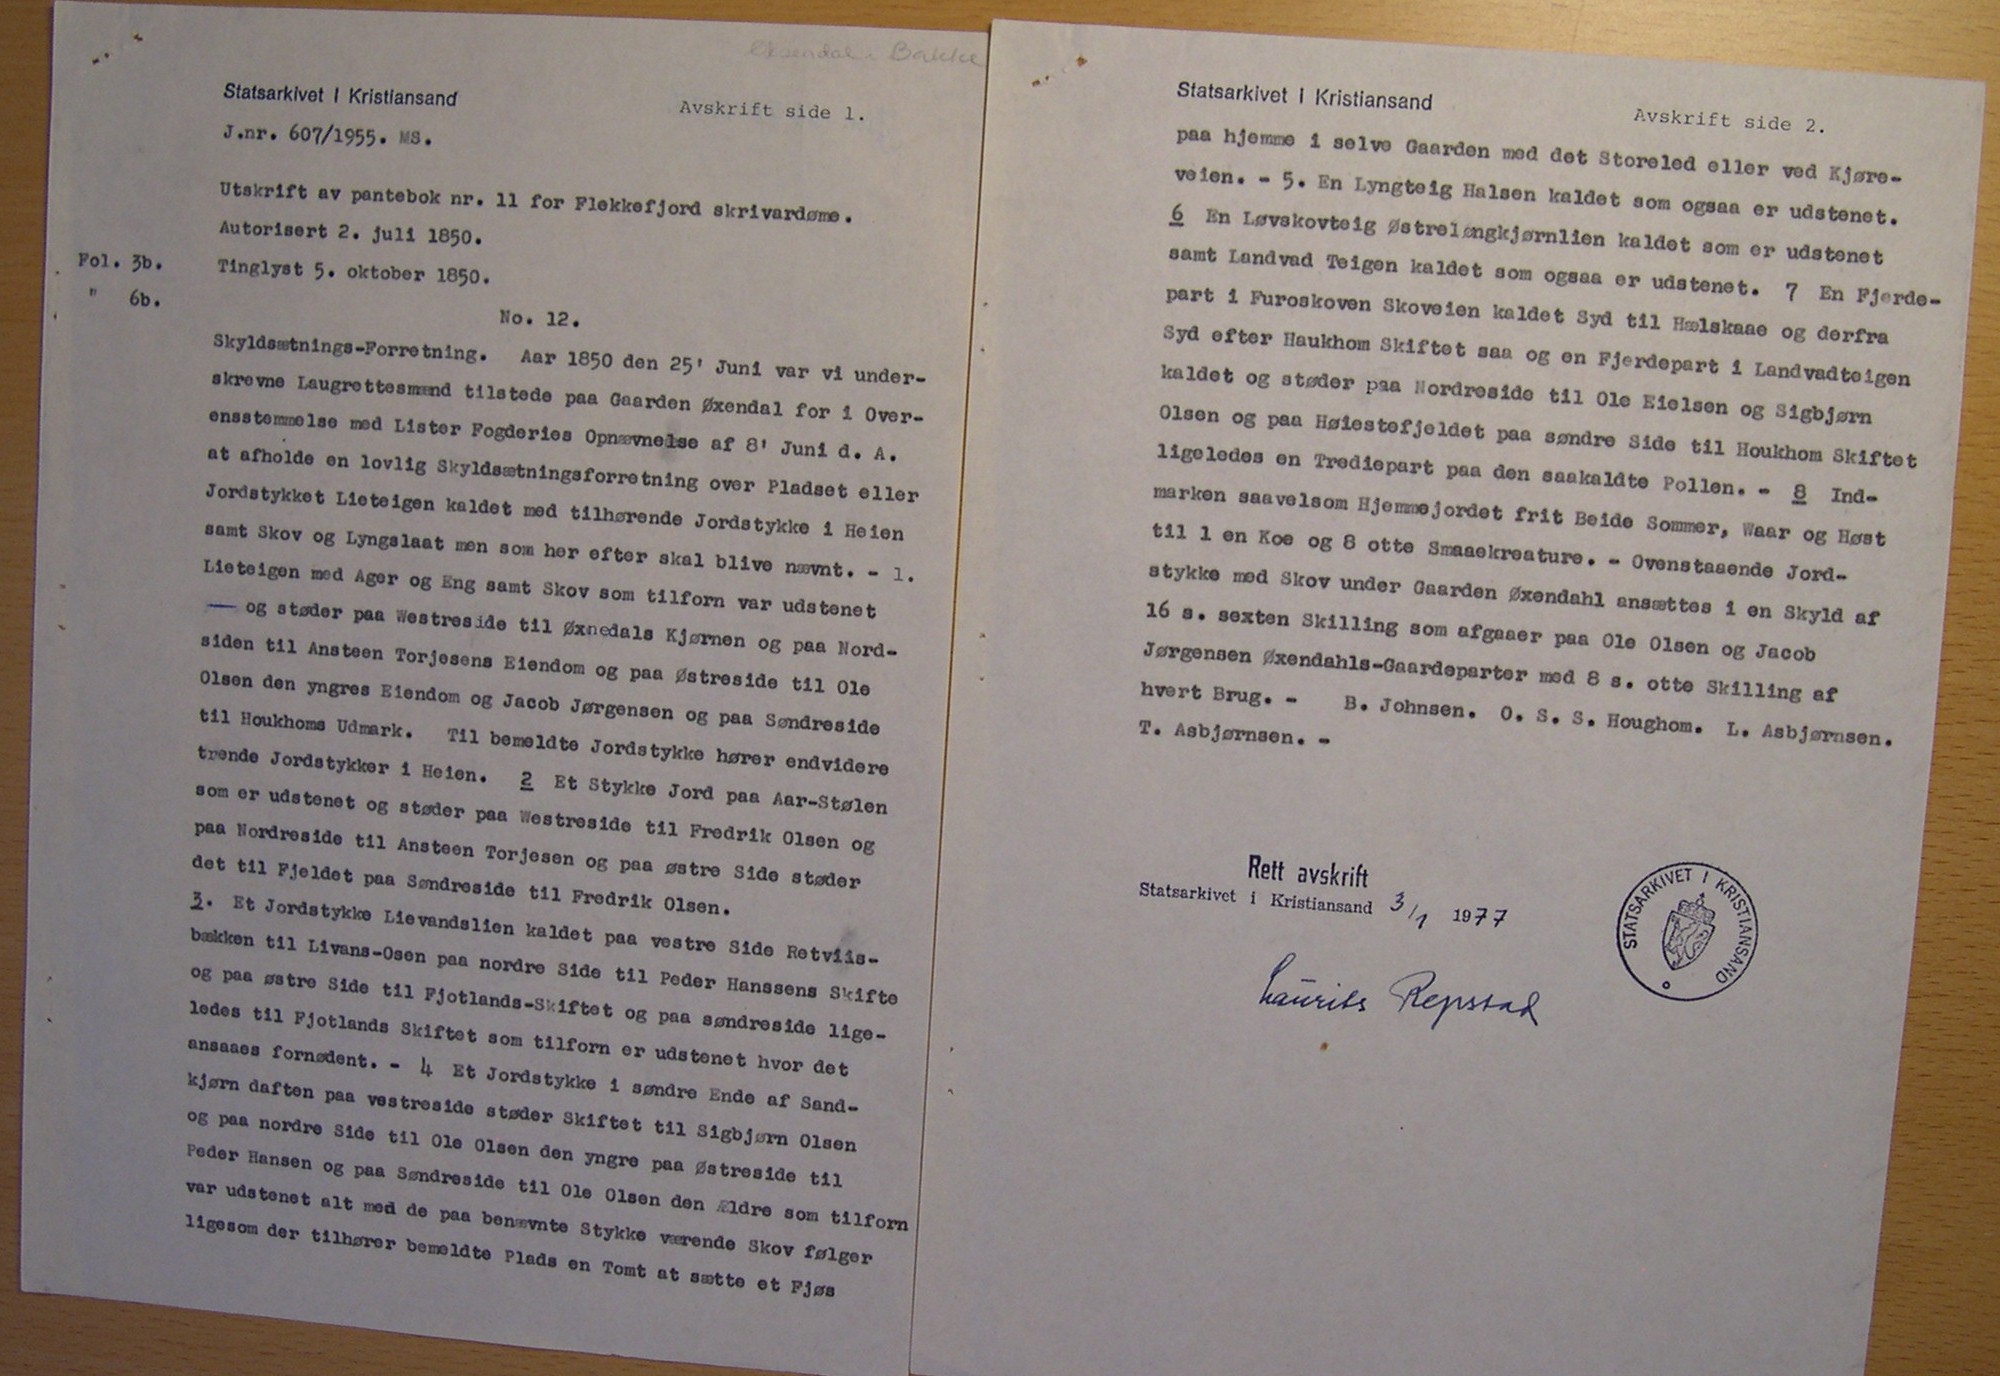 Bakke
Statsarkivet i Kristiansand
Avskrift side 1.
J.nr. 607/1955. MS.
Utskrift av pantebok nr. 11 for Flekkefjord skrivardøme.
Autorisert 2. juli 1850.
Fol. 3b.
Tinglyst 5. oktober 1850.
" 6b.
No. 12.
Skyldsætnings-Forretning. Aar 1850 den 25' Juni var vi under-
skrevne Laugrettesmænd tilstede paa Gaarden Øxendal for i Over-
ensstemmelse med Lister Fogderies Opnævnelse af 8' Juni d. A.
at afholde en lovlig Skyldsætningsforretning over Pladset eller
Jordstykket Lieteigen kaldet med tilhørende Jordstykke i Heien
samt Skov og Lyngslaat men som her efter skal blive nævnt. - 1.
Lieteigen med Ager og Eng samt Skov som tilforn var udstenet
— og støder paa Westreside til Øxnedals Kjørnen og paa Nord-
siden til Ansteen Torjesens Eiendom og paa Østreside til Ole
Olsen den yngres Eiendom og Jacob Jørgensen og paa Søndreside
til Houkhoms Udmark. Til bemeldte Jordstykke hører endvidere
trende Jordstykker i Heien. 2 Et Stykke Jord paa Aar-Stølen
som er udstenet og støder paa Westreside til Fredrik Olsen og
paa Nordreside til Ansteen Torjesen og paa østre Side støder
det til Fjeldet paa Søndreside til Fredrik Olsen.
3. Et Jordstykke Lievandslien kaldet paa vestre Side Retviis-
bækken til Livans-Osen paa nordre Side til Peder Hanssens Skifte
og paa østre Side til Fjotlands-Skiftet og paa søndreside lige-
ledes til Fjotlands Skiftet som tilforn er udstenet hvor det
ansaaes fornødent. - 4 Et Jordstykke i søndre Ende af Sand-
kjørn daften paa vestreside støder Skiftet til Sigbjørn Olsen
og paa nordre Side til Ole Olsen den yngre paa Østreside til
Peder Hansen og paa Søndreside til Ole Olsen den Ældre som tilforn
var udstenet alt med de paa benævnte Stykke værende Skov følger
ligesom der tilhører bemeldte Plads en Tomt at sætte et Fjøs
Statsarkivet i Kristiansand
Avskrift side 2.
paa hjemme i selve Gaarden med det Storeled eller ved Kjøre-
veien. - 5. En Lyngteig Halsen kaldet som ogsaa er udstenet.
6 En Løvskovteig Østrelongkjørnlien kaldet som er udstenet
samt Landvad Teigen kaldet som ogsaa er udstenet. 7 En Fjerde-
part i Furoskoven Skoveien kaldet Syd til Hælskaae og derfra
Syd efter Haukhom Skiftet saa og en Fjerdepart i Landvadteigen
kaldet og støder paa Nordreside til Ole Eielsen og Sigbjørn
Olsen og paa Høiestefjeldet paa søndre Side til Houkhom Skiftet
ligeledes en Trediepart paa den saakaldte Pollen. - 8 Ind-
marken saavelsom Hjemmejordet frit Beide Sommer, Waar og Høst
til 1 en Koe og 8 otte Smaaekreature. - Ovenstaaende Jord-
stykke med Skov under Gaarden Øxendahl ansættes i en Skyld af
16 s. sexten Skilling som afgaaer paa Ole Olsen og Jacob
Jørgensen Øxendahls-Gaardeparter med 8 s. otte Skilling af
hvert Brug. - B. Johnsen. O. S. S. Houghom. L. Asbjørnsen.
T. Asbjørnsen. -
Rett avskrift
Statsarkivet i Kristiansand 3/1 1977
STATSARKIVET I KRISTIANSAND
Laurits Repstad